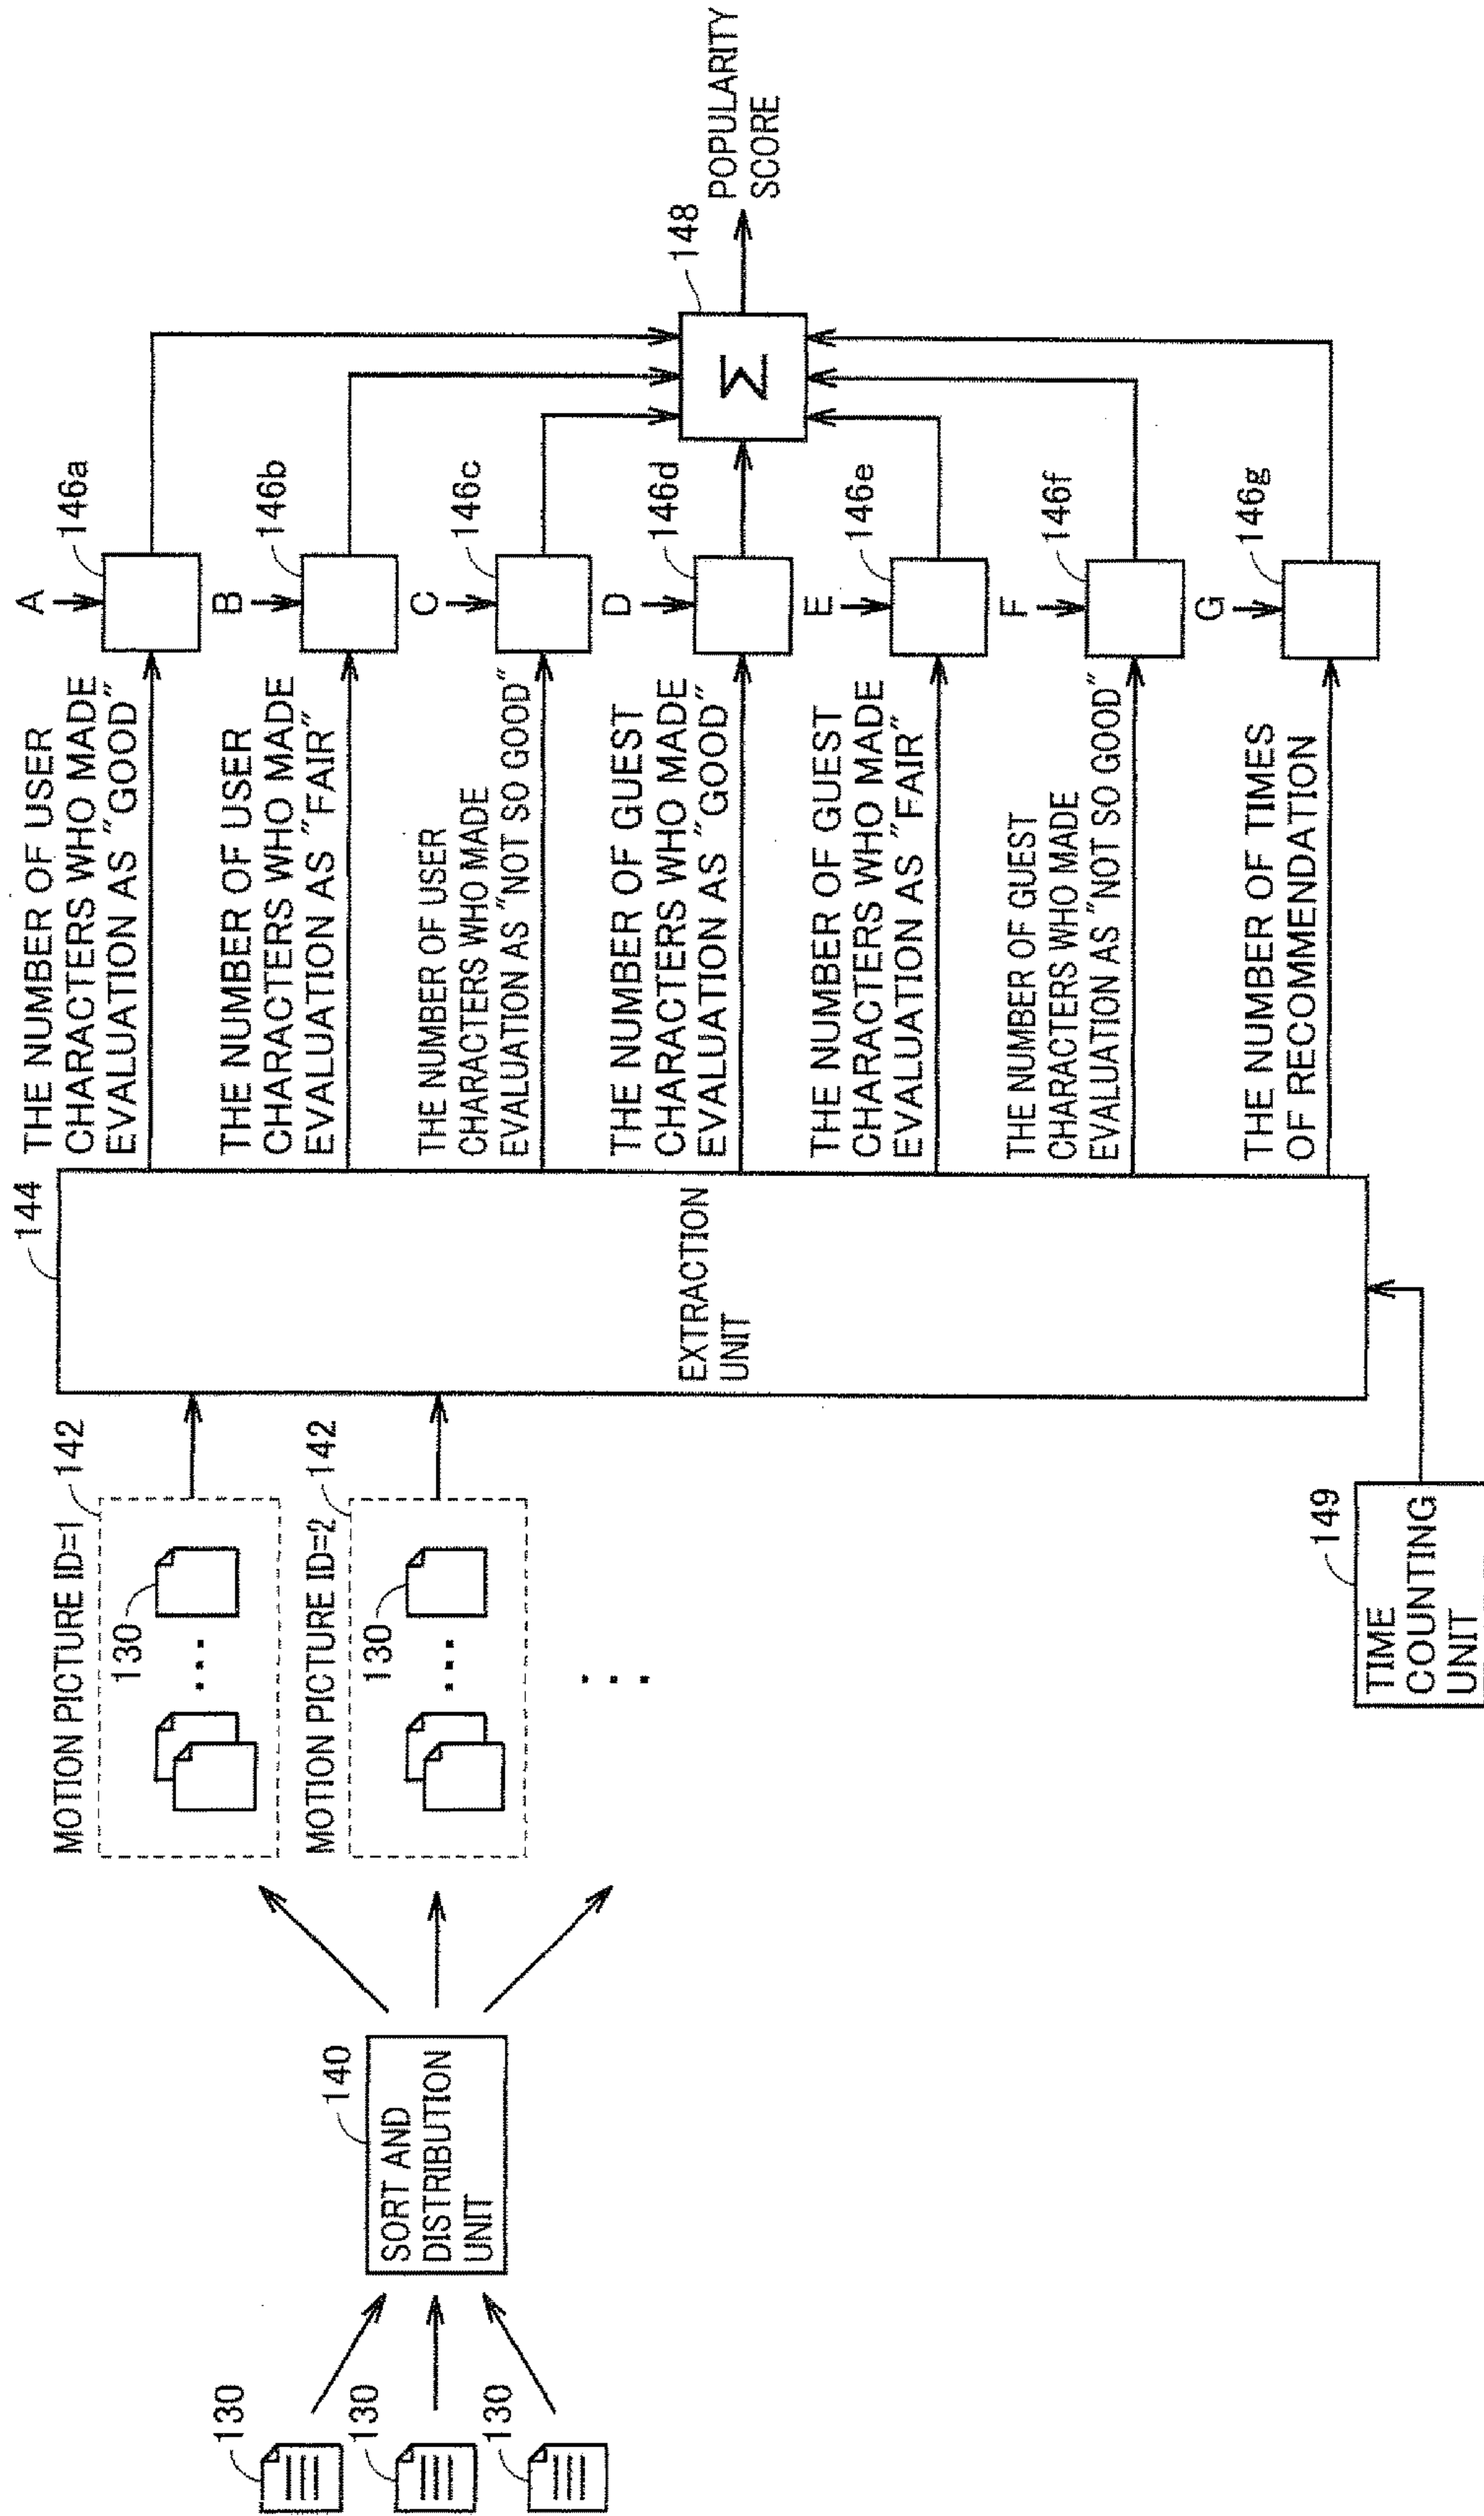 130
130
130
140
SORT AND
DISTRIBUTION
UNIT
MOTION PICTURE ID=1
142
130
...
MOTION PICTURE ID=2
142
130
...
...
144
EXTRACTION
UNIT
149
TIME
COUNTING
UNIT
THE NUMBER OF USER
CHARACTERS WHO MADE
EVALUATION AS "GOOD"
A
146a
THE NUMBER OF USER
CHARACTERS WHO MADE
EVALUATION AS "FAIR"
B
146b
THE NUMBER OF USER
CHARACTERS WHO MADE
EVALUATION AS "NOT SO GOOD"
C
146c
THE NUMBER OF GUEST
CHARACTERS WHO MADE
EVALUATION AS "GOOD"
D
146d
THE NUMBER OF GUEST
CHARACTERS WHO MADE
EVALUATION AS "FAIR"
E
146e
THE NUMBER OF GUEST
CHARACTERS WHO MADE
EVALUATION AS "NOT SO GOOD"
F
146f
THE NUMBER OF TIMES
OF RECOMMENDATION
G
146g
Σ
148
POPULARITY
SCORE